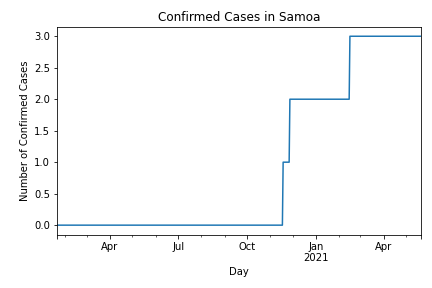 Confirmed Cases in Samoa
Number of Confirmed Cases
3.0
2.5
2.0
1.5
1.0
0.5
0.0
Apr Jul Oct Jan Apr
2021
Day